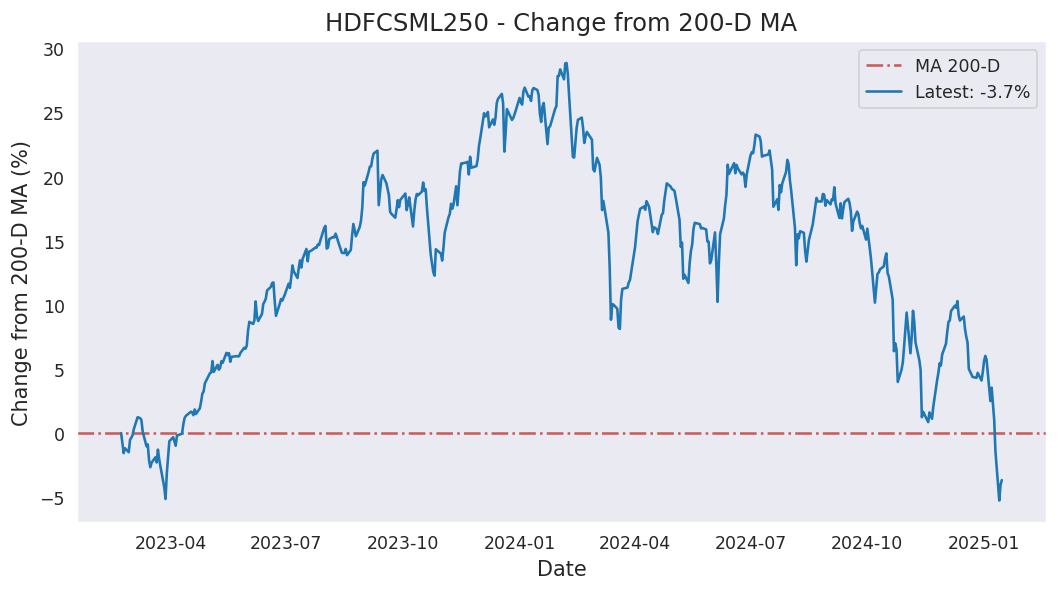 HDFCSML250 - Change from 200-D MA
MA 200-D
Latest: -3.7%
Change from 200-D MA (%)
30
25
20
15
10
5
0
−5
2023-04 2023-07 2023-10 2024-01 2024-04 2024-07 2024-10 2025-01
Date